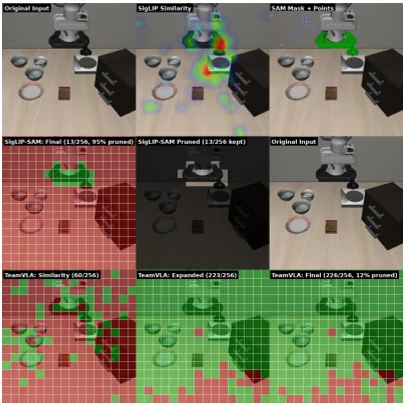 Original Input
SigLIP Similarity
SAM Mask + Points
SigLIP-SAM: Final (13/256, 95% pruned)
SigLIP-SAM Pruned (13/256 kept)
Original Input
TeamVLA: Similarity (60/256)
TeamVLA: Expanded (223/256)
TeamVLA: Final (226/256, 12% pruned)